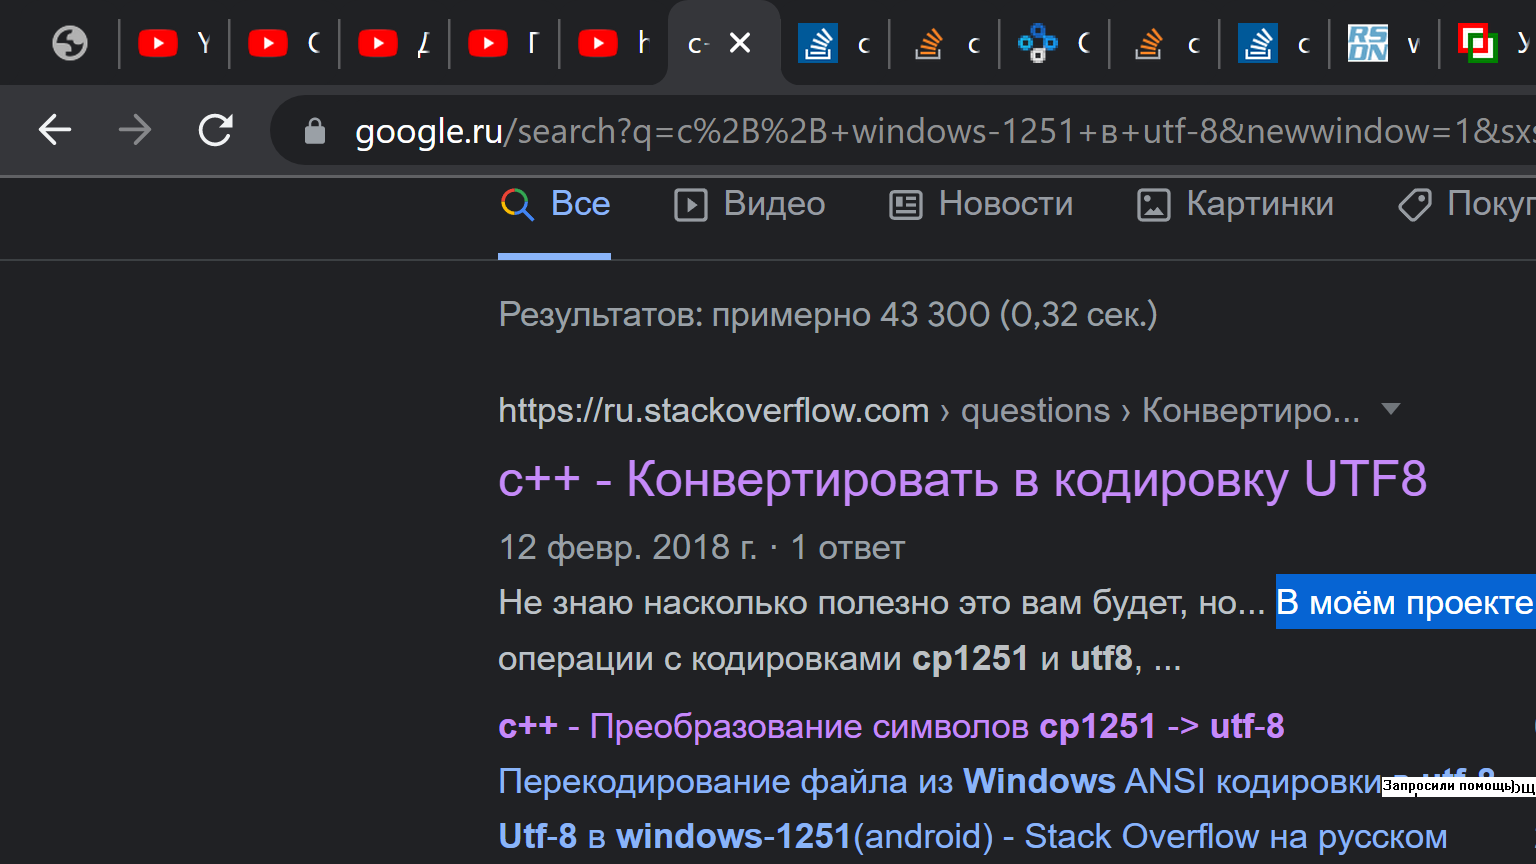 google.ru/search?q=c%2B%2B+windows-1251+в+utf-8&newwindow=1&sxs
Все Видео Новости Картинки Покуп
Результатов: примерно 43 300 (0,32 сек.)
https://ru.stackoverflow.com › questions › Конвертиро...
c++ - Конвертировать в кодировку UTF8
12 февр. 2018 г. · 1 ответ
Не знаю насколько полезно это вам будет, но... В моём проекте
операции с кодировками cp1251 и utf8, ...
c++ - Преобразование символов cp1251 -> utf-8
Перекодирование файла из Windows ANSI кодировки в utf-8
Запросили помощь)
Utf-8 в windows-1251(android) - Stack Overflow на русском